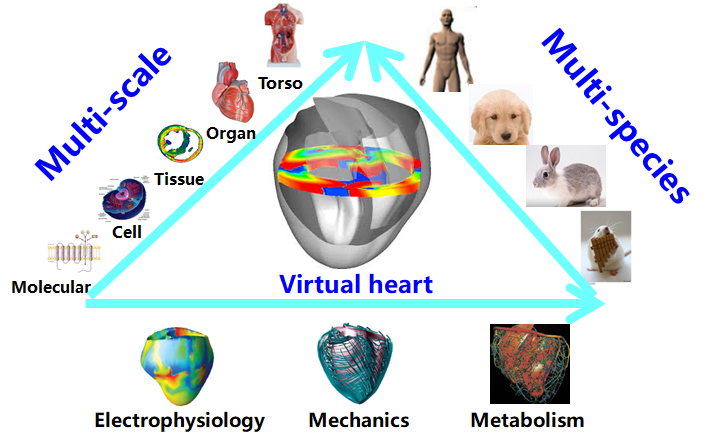 Multi-scale
Multi-species
Torso
Organ
Tissue
Cell
Molecular
Virtual heart
Electrophysiology
Mechanics
Metabolism